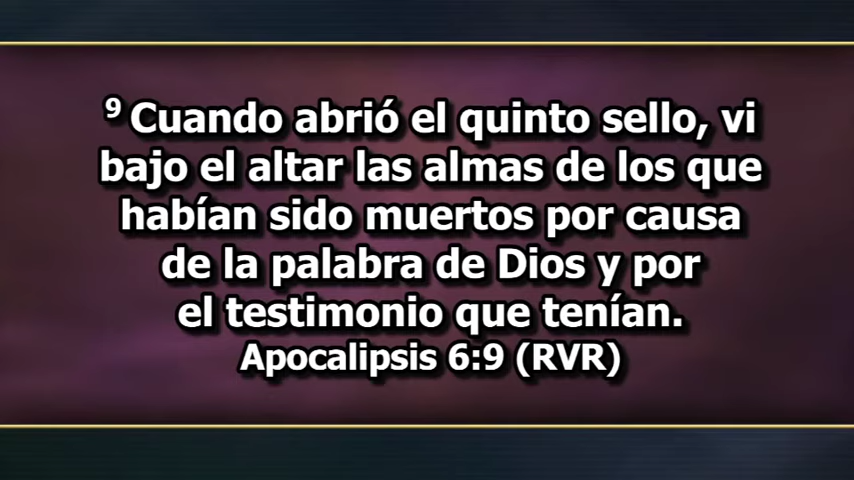 9 Cuando abrió el quinto sello, vi
bajo el altar las almas de los que
habían sido muertos por causa
de la palabra de Dios y por
el testimonio que tenían.
Apocalipsis 6:9 (RVR)